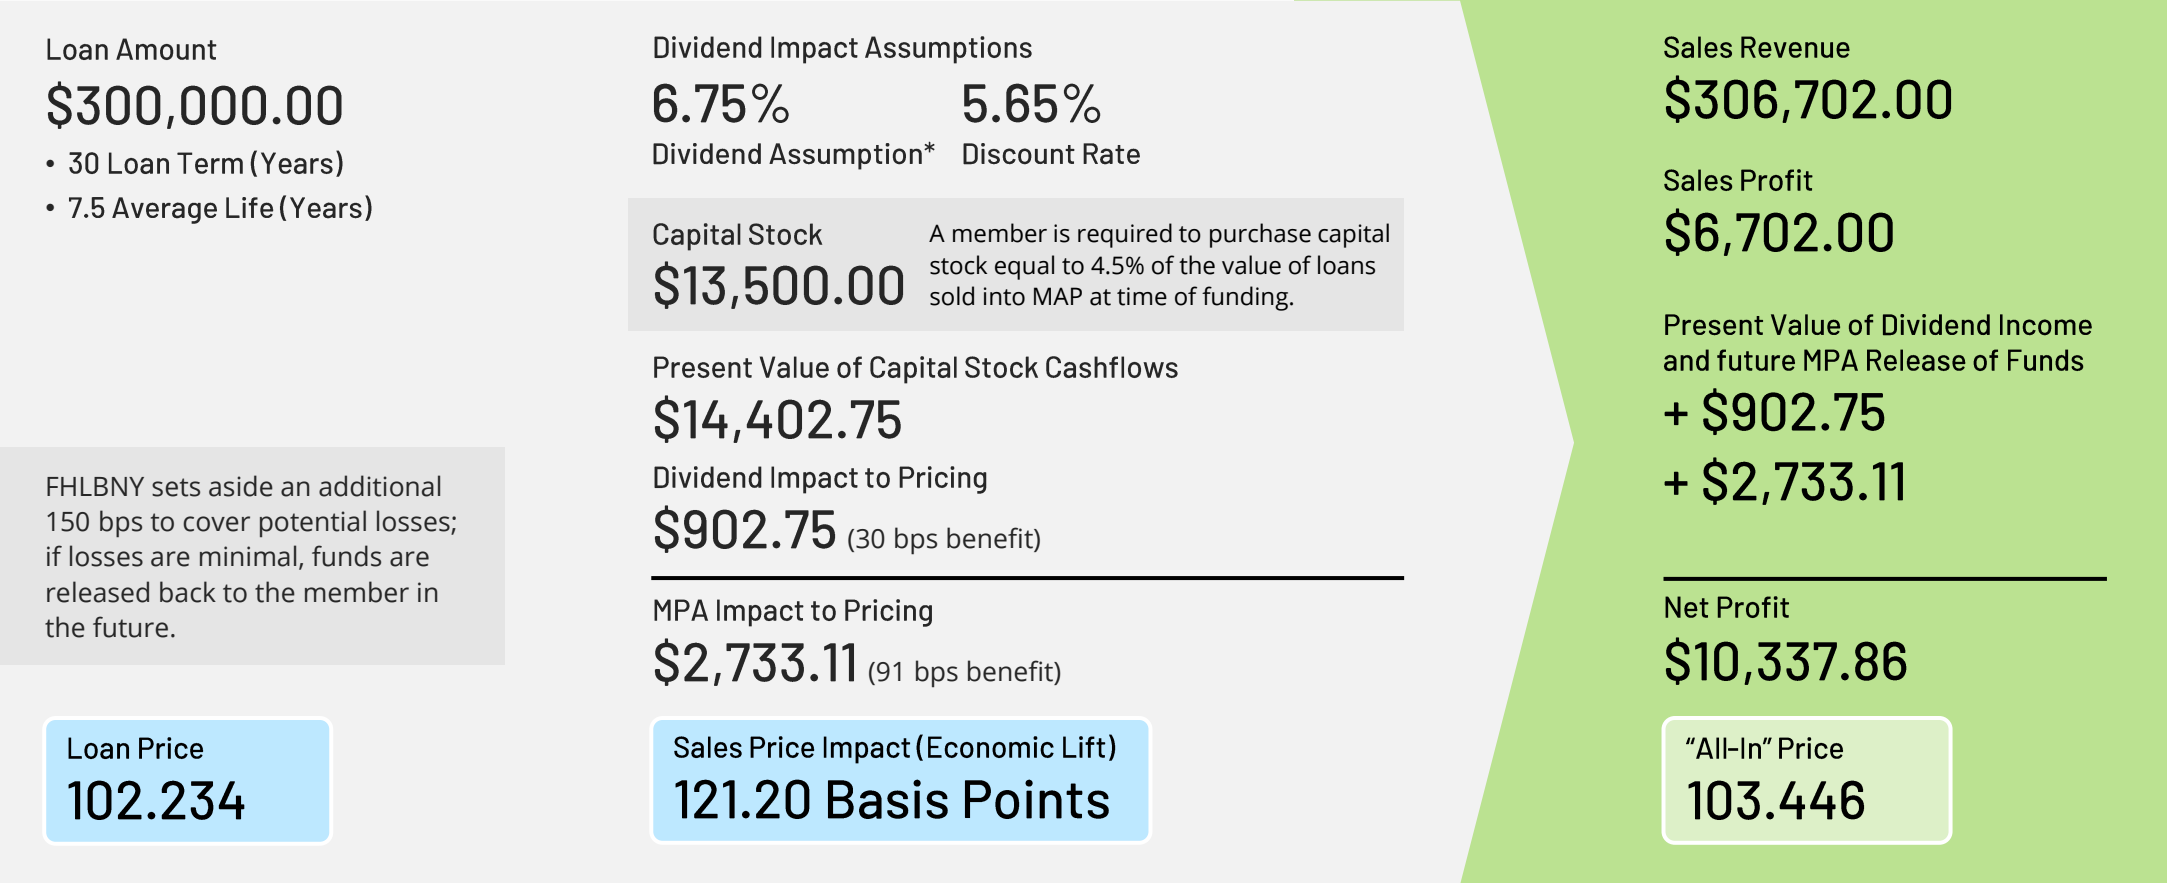 Loan Amount
$300,000.00
• 30 Loan Term (Years)
• 7.5 Average Life (Years)
FHLBNY sets aside an additional
150 bps to cover potential losses;
if losses are minimal, funds are
released back to the member in
the future.
Loan Price
102.234
Dividend Impact Assumptions
6.75% 5.65%
Dividend Assumption* Discount Rate
Capital Stock
$13,500.00
A member is required to purchase capital
stock equal to 4.5% of the value of loans
sold into MAP at time of funding.
Present Value of Capital Stock Cashflows
$14,402.75
Dividend Impact to Pricing
$902.75 (30 bps benefit)
MPA Impact to Pricing
$2,733.11 (91 bps benefit)
Sales Price Impact (Economic Lift)
121.20 Basis Points
Sales Revenue
$306,702.00
Sales Profit
$6,702.00
Present Value of Dividend Income
and future MPA Release of Funds
+ $902.75
+ $2,733.11
Net Profit
$10,337.86
“All-In” Price
103.446